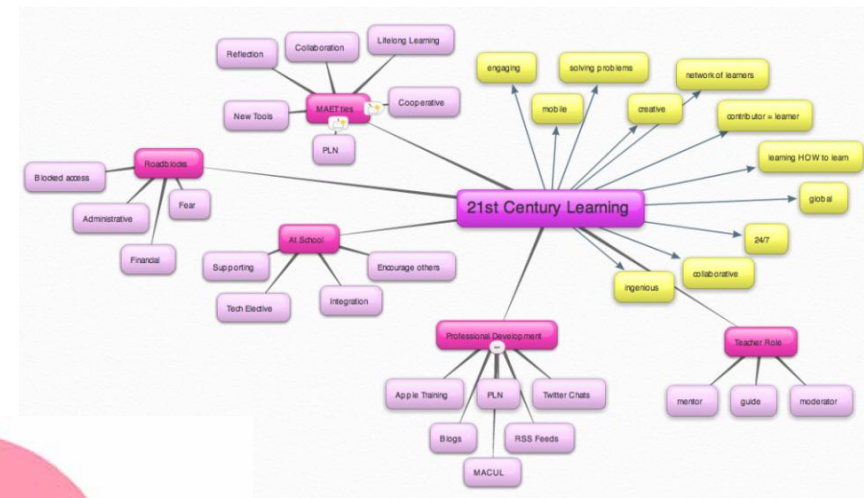 Reflection
Collaboration
Lifelong Learning
New Tools
MAETties
Cooperative
PLN
engaging
solving problems
network of learners
mobile
creative
contributor = learner
learning HOW to learn
global
24/7
collaborative
ingenious
21st Century Learning
Roadblocks
Blocked access
Administrative
Financial
Fear
At School
Supporting
Tech Elective
Integration
Encourage others
Professional Development
Apple Training
PLN
Twitter Chats
Blogs
RSS Feeds
MACUL
Teacher Role
mentor
guide
moderator